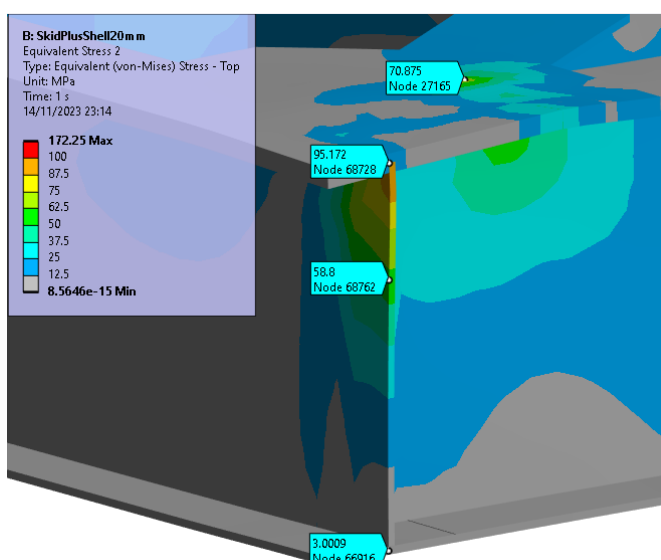 B: SkidPlusShell20mm
Equivalent Stress 2
Type: Equivalent (von-Mises) Stress - Top
Unit: MPa
Time: 1 s
14/11/2023 23:14
172.25 Max
100
87.5
75
62.5
50
37.5
25
12.5
8.5646e-15 Min
70.875
Node 27165
95.172
Node 68728
58.8
Node 68762
3.0009
Node 66916